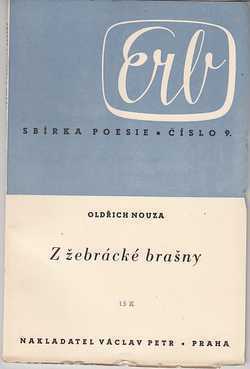 Erb
SBÍRKA POESIE • ČÍSLO 9.
OLDŘICH NOUZA
Z žebrácké brašny
15 K
NAKLADATEL VÁCLAV PETR • PRAHA